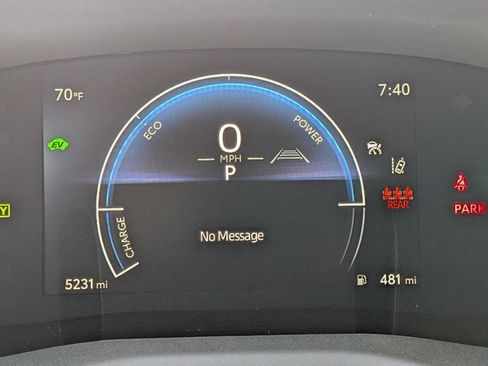 70°F
7:40
ECO
POWER
0
MPH
EV
P
REAR
PARK
Y
CHARGE
No Message
5231 mi
481 mi